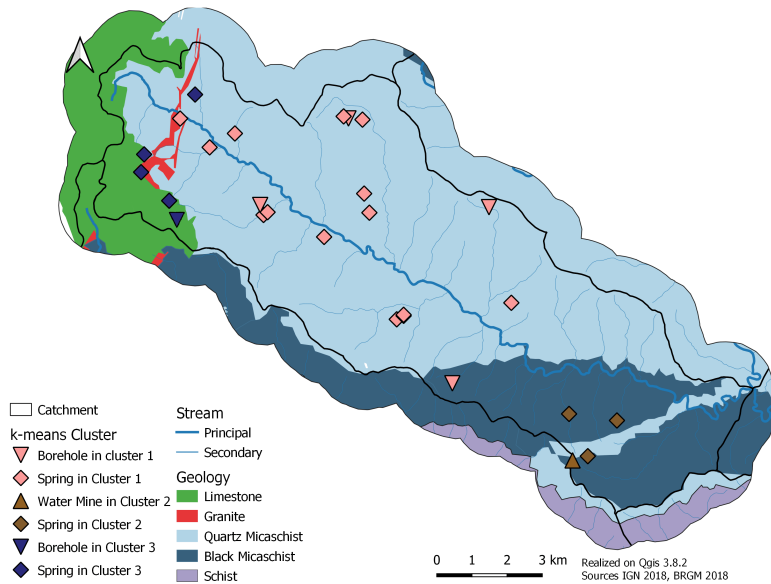 Catchment
k-means Cluster
Borehole in cluster 1
Spring in Cluster 1
Water Mine in Cluster 2
Spring in Cluster 2
Borehole in Cluster 3
Spring in Cluster 3
Stream
Principal
Secondary
Geology
Limestone
Granite
Quartz Micaschist
Black Micaschist
Schist
0 1 2 3 km
Realized on Qgis 3.8.2
Sources IGN 2018, BRGM 2018